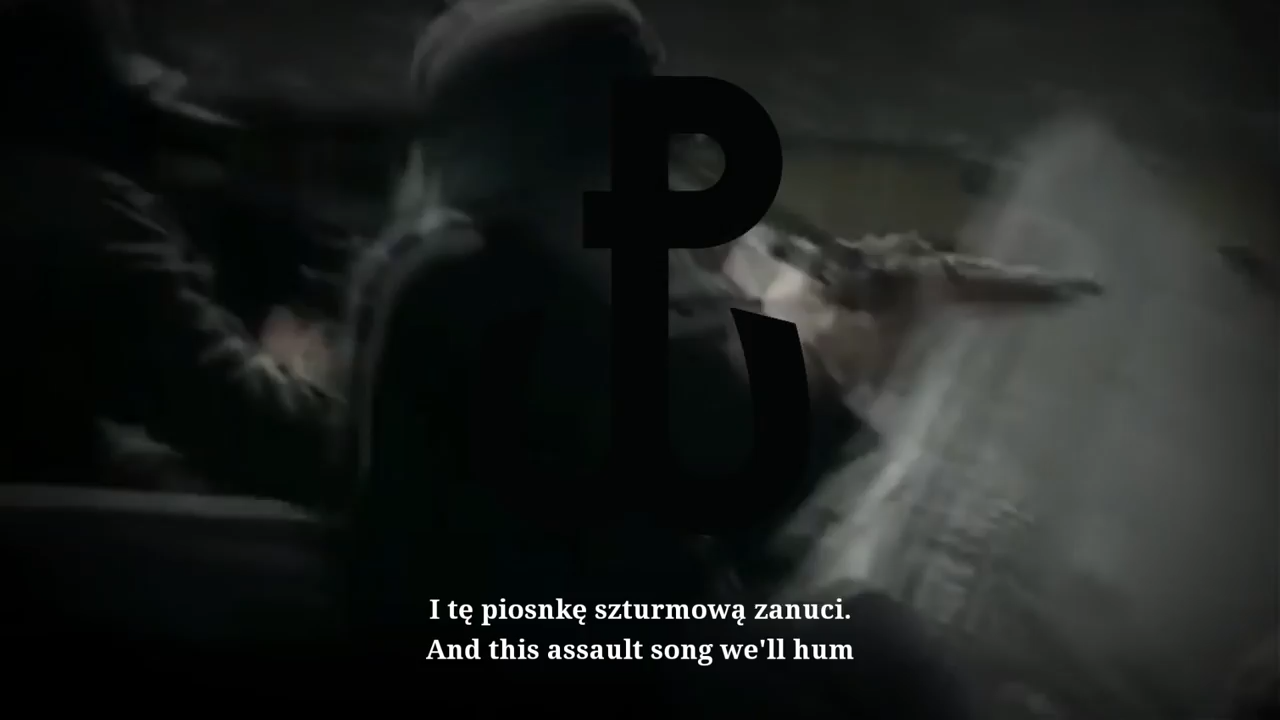 I tę piosnkę szturmową zanuci.
And this assault song we'll hum